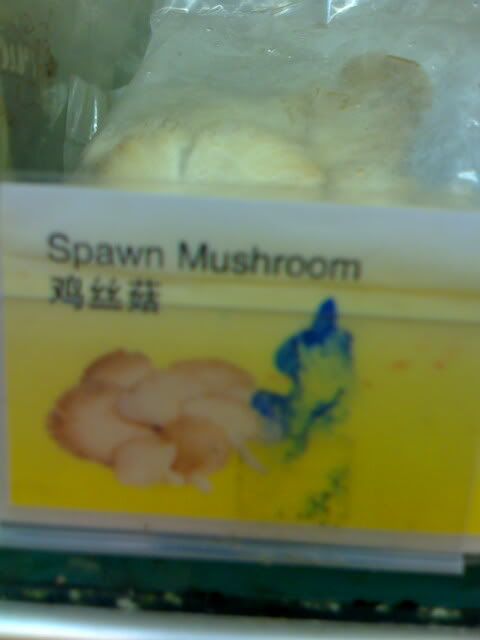 Spawn Mushroom
鸡丝菇